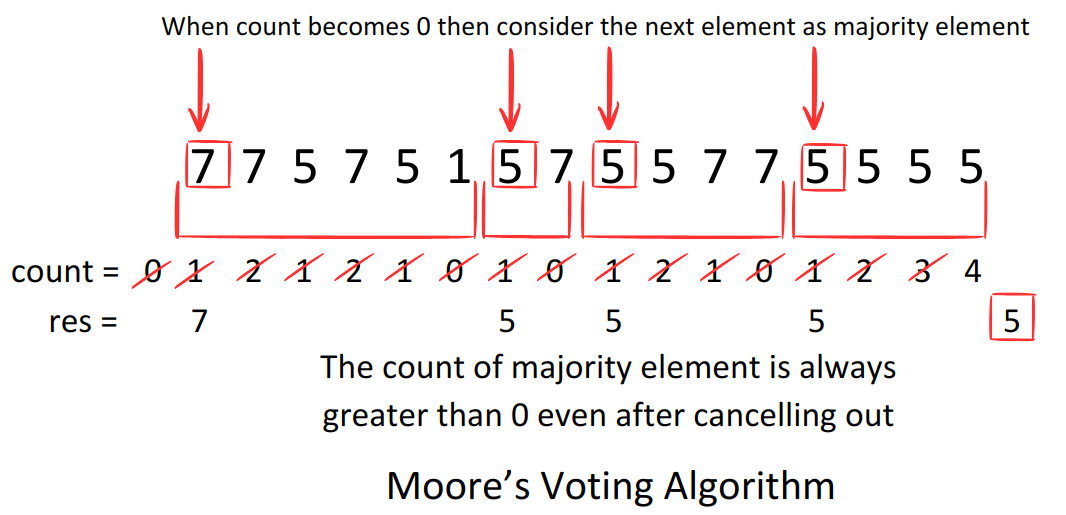 When count becomes 0 then consider the next element as majority element
7 7 5 7 5 1 5 7 5 5 7 7 5 5 5 5
count = 0 1 2 1 2 1 0 1 0 1 2 1 0 1 2 3 4
res = 7 5 5 5 5
The count of majority element is always
greater than 0 even after cancelling out
Moore’s Voting Algorithm